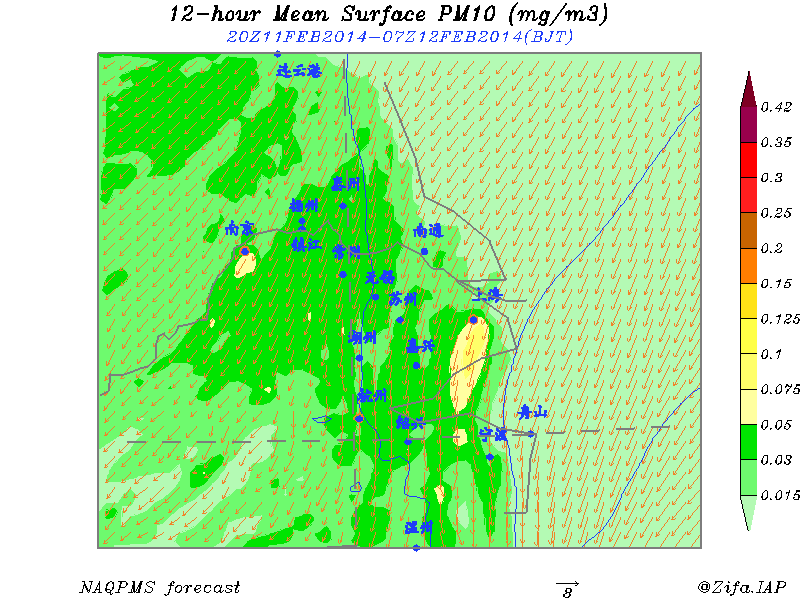 12-hour Mean Surface PM10 (mg/m3)
20Z11FEB2014-07Z12FEB2014(BJT)
连云港
泰州
扬州
南京
南通
镇江
常州
无锡
上海
苏州
湖州
嘉兴
杭州
舟山
绍兴
宁波
温州
0.42
0.35
0.3
0.25
0.2
0.15
0.125
0.1
0.075
0.05
0.03
0.015
NAQPMS forecast
8
@Zifa.IAP